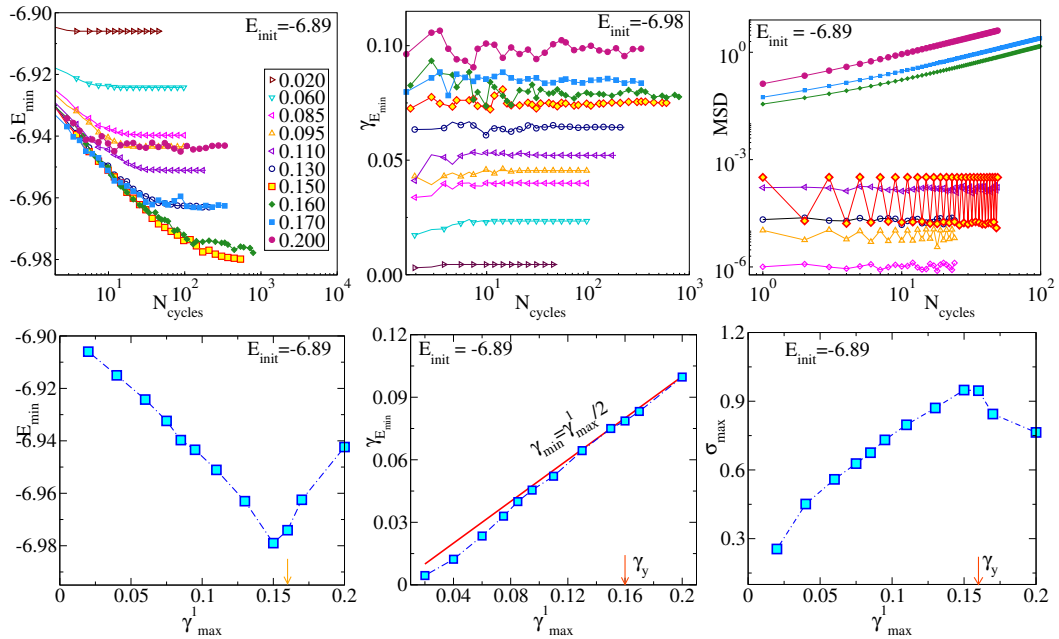 E_init=-6.89
E_min
-6.90
-6.92
-6.94
-6.96
-6.98
0.020
0.060
0.085
0.095
0.110
0.130
0.150
0.160
0.170
0.200
10^1
10^2
10^3
10^4
N_cycles
E_init=-6.98
γ_E_min
0.10
0.05
0.00
10^1
10^2
10^3
N_cycles
E_init= -6.89
MSD
10^0
10^-3
10^-6
10^0
10^1
10^2
N_cycles
E_init=-6.89
E_min
-6.90
-6.92
-6.94
-6.96
-6.98
0
0.05
0.1
0.15
0.2
γ^1_max
E_init = -6.89
γ_E_min
0.12
0.09
0.06
0.03
0
γ_min=γ^1_max/2
γ_y
0.04
0.08
0.12
0.16
0.2
γ^1_max
E_init=-6.89
σ_max
1.2
0.9
0.6
0.3
0.0
γ_y
0
0.05
0.1
0.15
0.2
γ^1_max